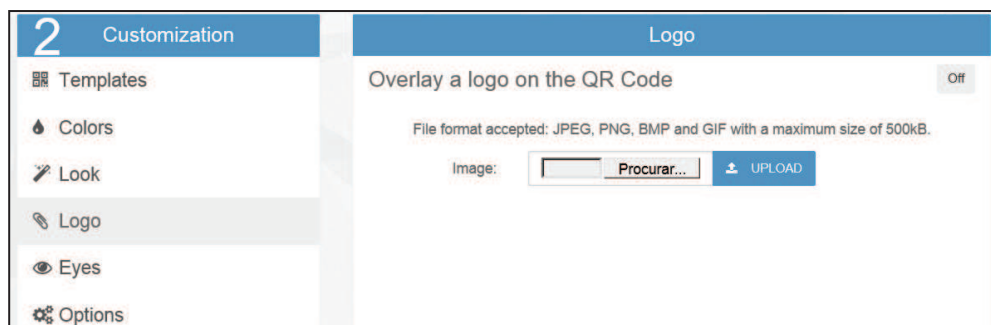 2 Customization
Templates
Colors
Look
Logo
Eyes
Options
Logo
Overlay a logo on the QR Code
Off
File format accepted: JPEG, PNG, BMP and GIF with a maximum size of 500kB.
Image:
Procurar...
UPLOAD